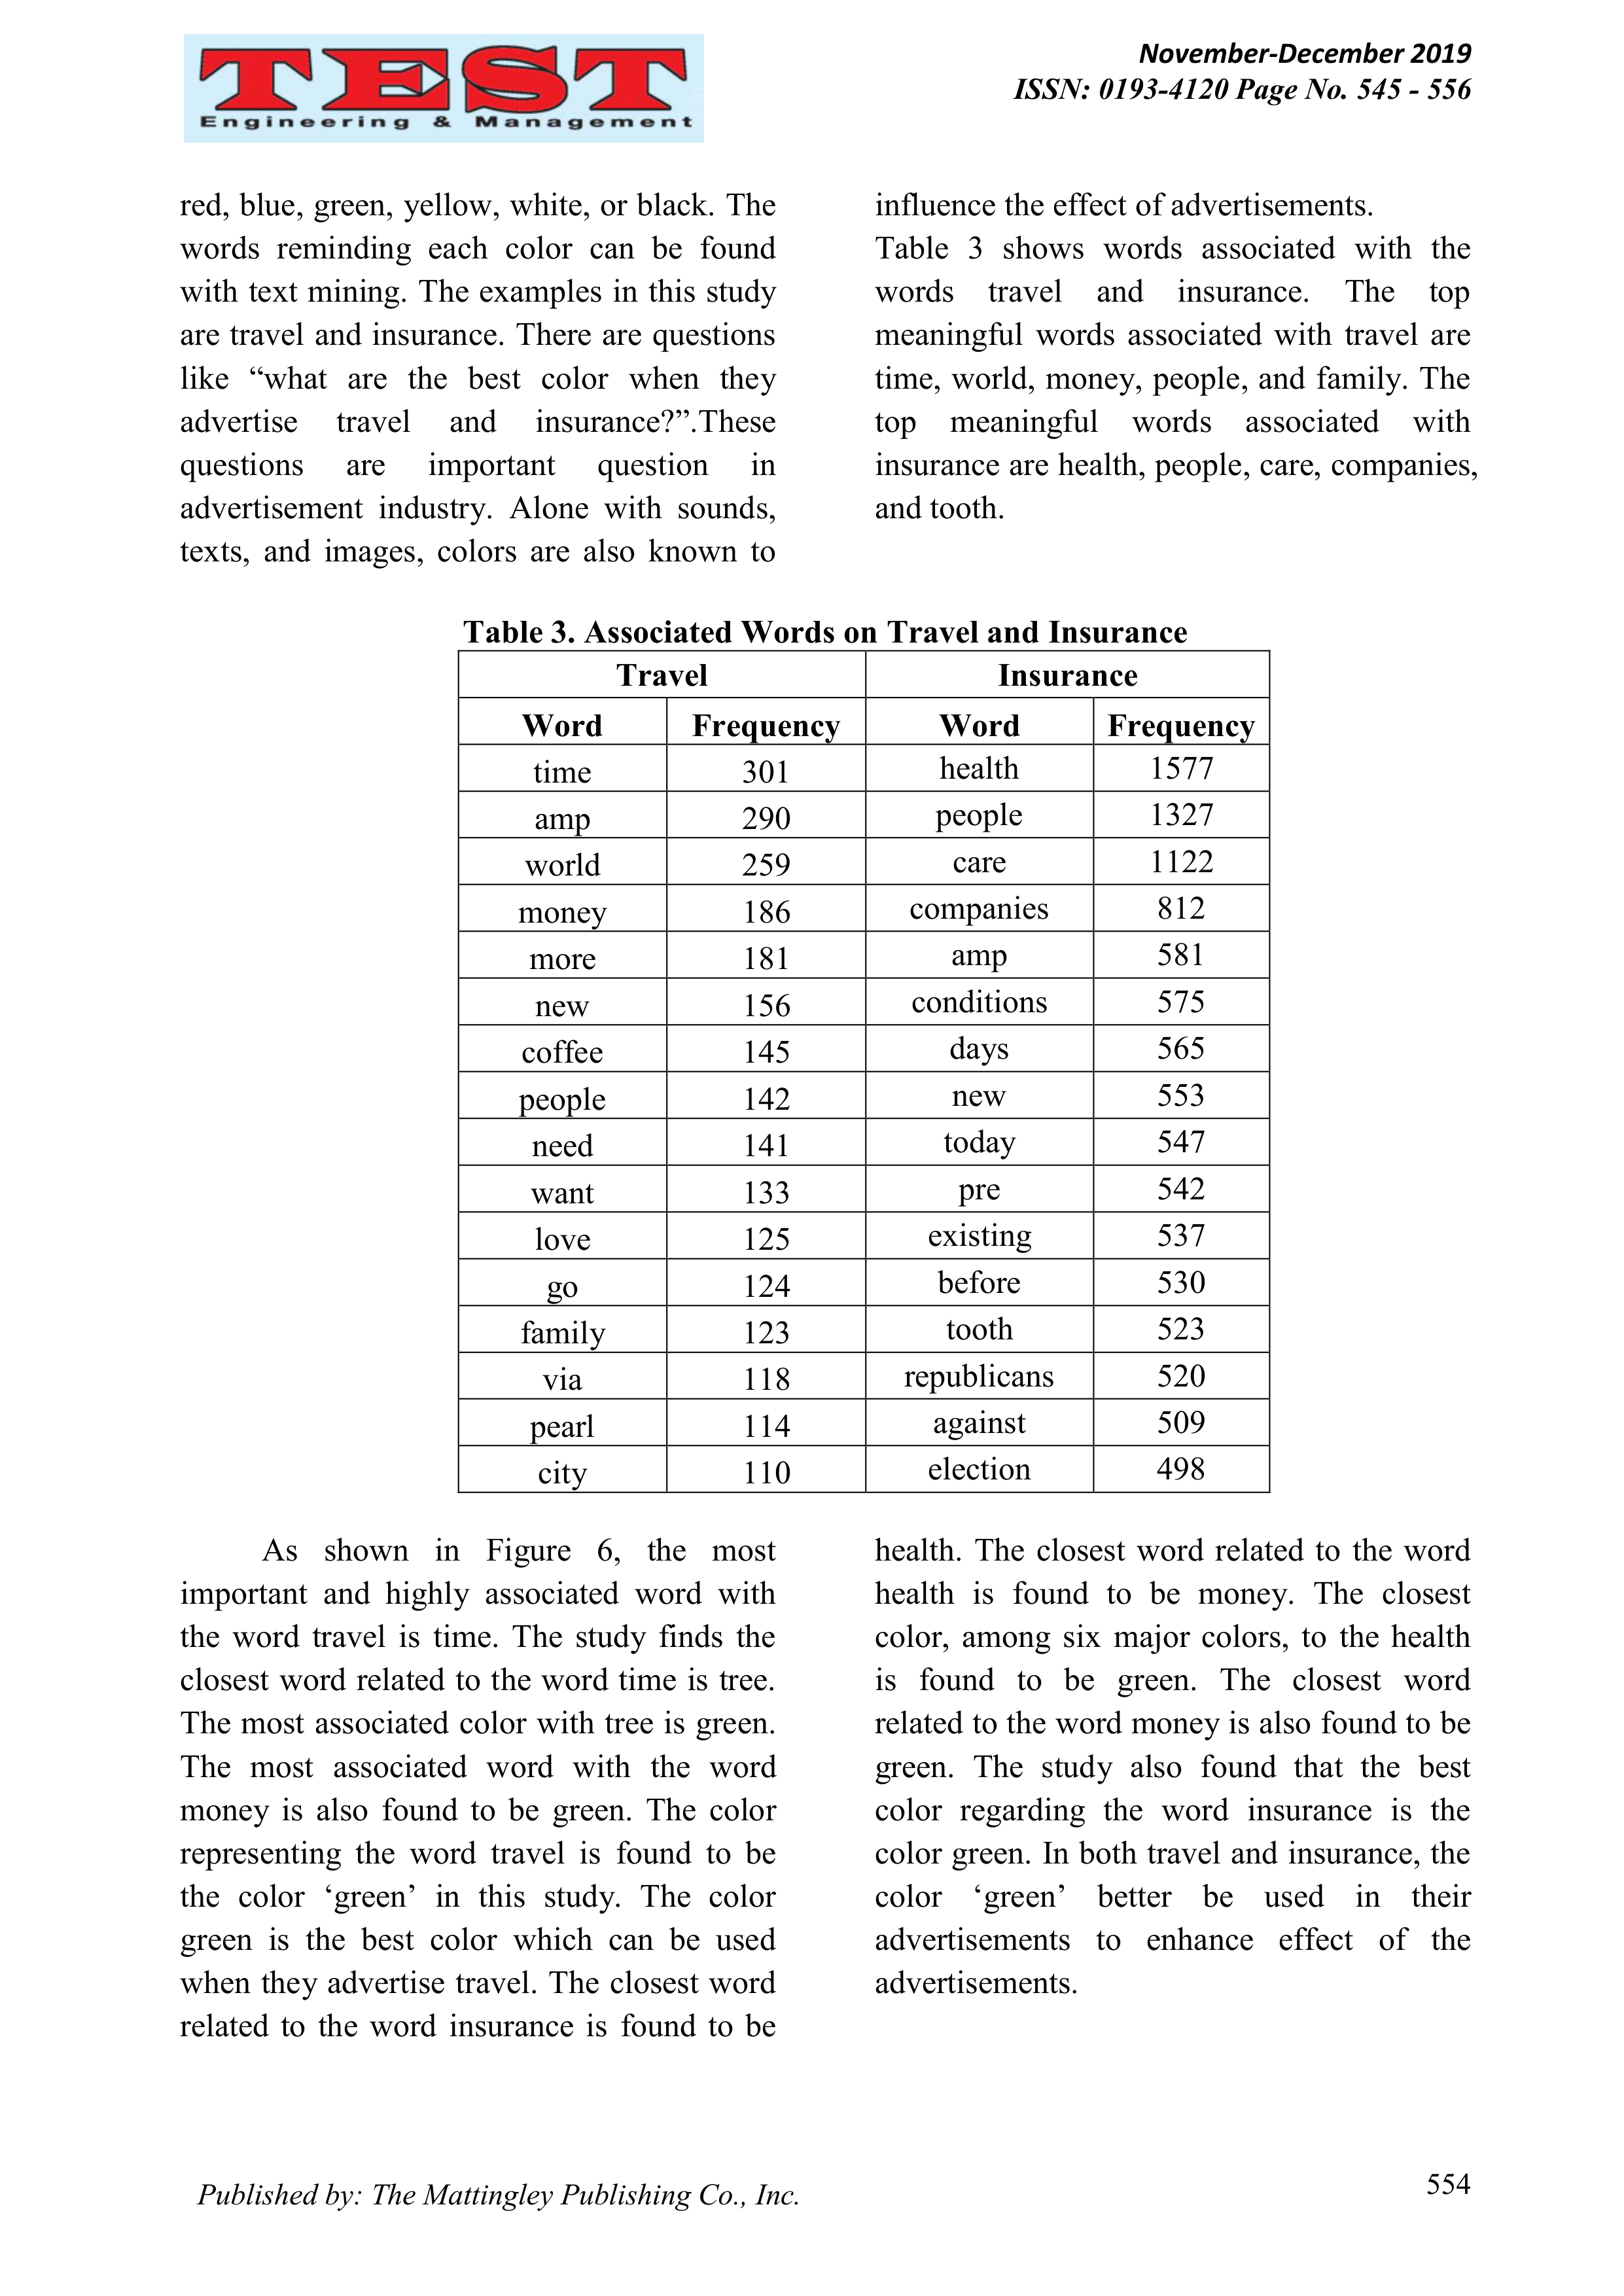 TEST
Engineering & Management
November-December 2019
ISSN: 0193-4120 Page No. 545 - 556
red, blue, green, yellow, white, or black. The
words reminding each color can be found
with text mining. The examples in this study
are travel and insurance. There are questions
like “what are the best color when they
advertise travel and insurance?”.These
questions are important question in
advertisement industry. Alone with sounds,
texts, and images, colors are also known to
influence the effect of advertisements.
Table 3 shows words associated with the
words travel and insurance. The top
meaningful words associated with travel are
time, world, money, people, and family. The
top meaningful words associated with
insurance are health, people, care, companies,
and tooth.
Table 3. Associated Words on Travel and Insurance
Travel Insurance
Word Frequency Word Frequency
time 301 health 1577
amp 290 people 1327
world 259 care 1122
money 186 companies 812
more 181 amp 581
new 156 conditions 575
coffee 145 days 565
people 142 new 553
need 141 today 547
want 133 pre 542
love 125 existing 537
go 124 before 530
family 123 tooth 523
via 118 republicans 520
pearl 114 against 509
city 110 election 498
As shown in Figure 6, the most
important and highly associated word with
the word travel is time. The study finds the
closest word related to the word time is tree.
The most associated color with tree is green.
The most associated word with the word
money is also found to be green. The color
representing the word travel is found to be
the color ‘green’ in this study. The color
green is the best color which can be used
when they advertise travel. The closest word
related to the word insurance is found to be
health. The closest word related to the word
health is found to be money. The closest
color, among six major colors, to the health
is found to be green. The closest word
related to the word money is also found to be
green. The study also found that the best
color regarding the word insurance is the
color green. In both travel and insurance, the
color ‘green’ better be used in their
advertisements to enhance effect of the
advertisements.
Published by: The Mattingley Publishing Co., Inc.
554